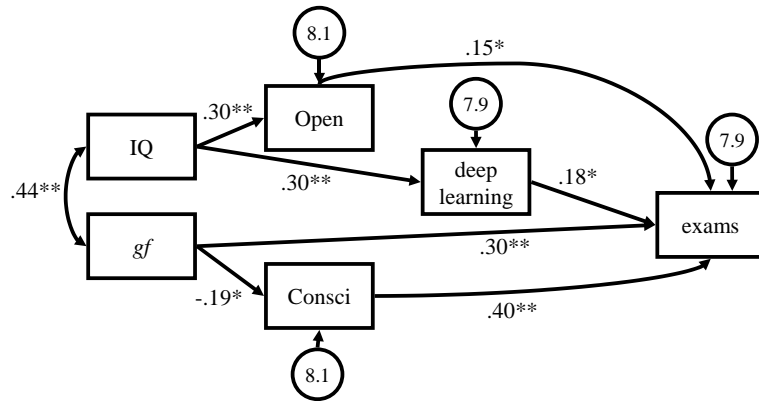 8.1
.15*
.30**
Open
7.9
IQ
7.9
deep
learning
.30**
.18*
.44**
exams
gf
.30**
-.19*
Consci
.40**
8.1